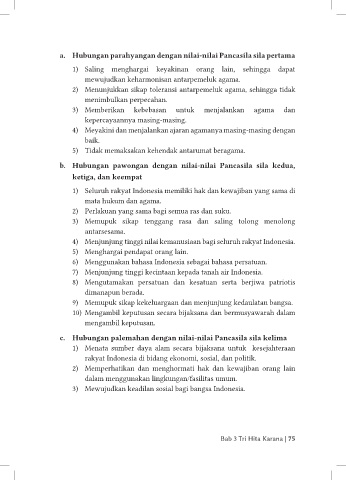 a. Hubungan parahyangan dengan nilai-nilai Pancasila sila pertama
1) Saling menghargai keyakinan orang lain, sehingga dapat
mewujudkan keharmonisan antarpemeluk agama.
2) Menunjukkan sikap toleransi antarpemeluk agama, sehingga tidak
menimbulkan perpecahan.
3) Memberikan kebebasan untuk menjalankan agama dan
kepercayaannya masing-masing.
4) Meyakini dan menjalankan ajaran agamanya masing-masing dengan
baik.
5) Tidak memaksakan kehendak antarumat beragama.
b. Hubungan pawongan dengan nilai-nilai Pancasila sila kedua,
ketiga, dan keempat
1) Seluruh rakyat Indonesia memiliki hak dan kewajiban yang sama di
mata hukum dan agama.
2) Perlakuan yang sama bagi semua ras dan suku.
3) Memupuk sikap tenggang rasa dan saling tolong menolong
antarsesama.
4) Menjunjung tinggi nilai kemanusiaan bagi seluruh rakyat Indonesia.
5) Menghargai pendapat orang lain.
6) Menggunakan bahasa Indonesia sebagai bahasa persatuan.
7) Menjunjung tinggi kecintaan kepada tanah air Indonesia.
8) Mengutamakan persatuan dan kesatuan serta berjiwa patriotis
dimanapun berada.
9) Memupuk sikap kekeluargaan dan menjunjung kedaulatan bangsa.
10) Mengambil keputusan secara bijaksana dan bermusyawarah dalam
mengambil keputusan.
c. Hubungan palemahan dengan nilai-nilai Pancasila sila kelima
1) Menata sumber daya alam secara bijaksana untuk kesejahteraan
rakyat Indonesia di bidang ekonomi, sosial, dan politik.
2) Memperhatikan dan menghormati hak dan kewajiban orang lain
dalam menggunakan lingkungan/fasilitas umum.
3) Mewujudkan keadilan sosial bagi bangsa Indonesia.
Bab 3 Tri Hita Karana | 75